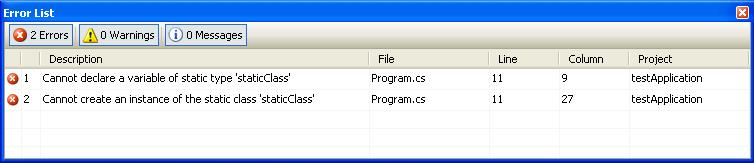 Error List
2 Errors 0 Warnings 0 Messages
Description File Line Column Project
1 Cannot declare a variable of static type 'staticClass' Program.cs 11 9 testApplication
2 Cannot create an instance of the static class 'staticClass' Program.cs 11 27 testApplication